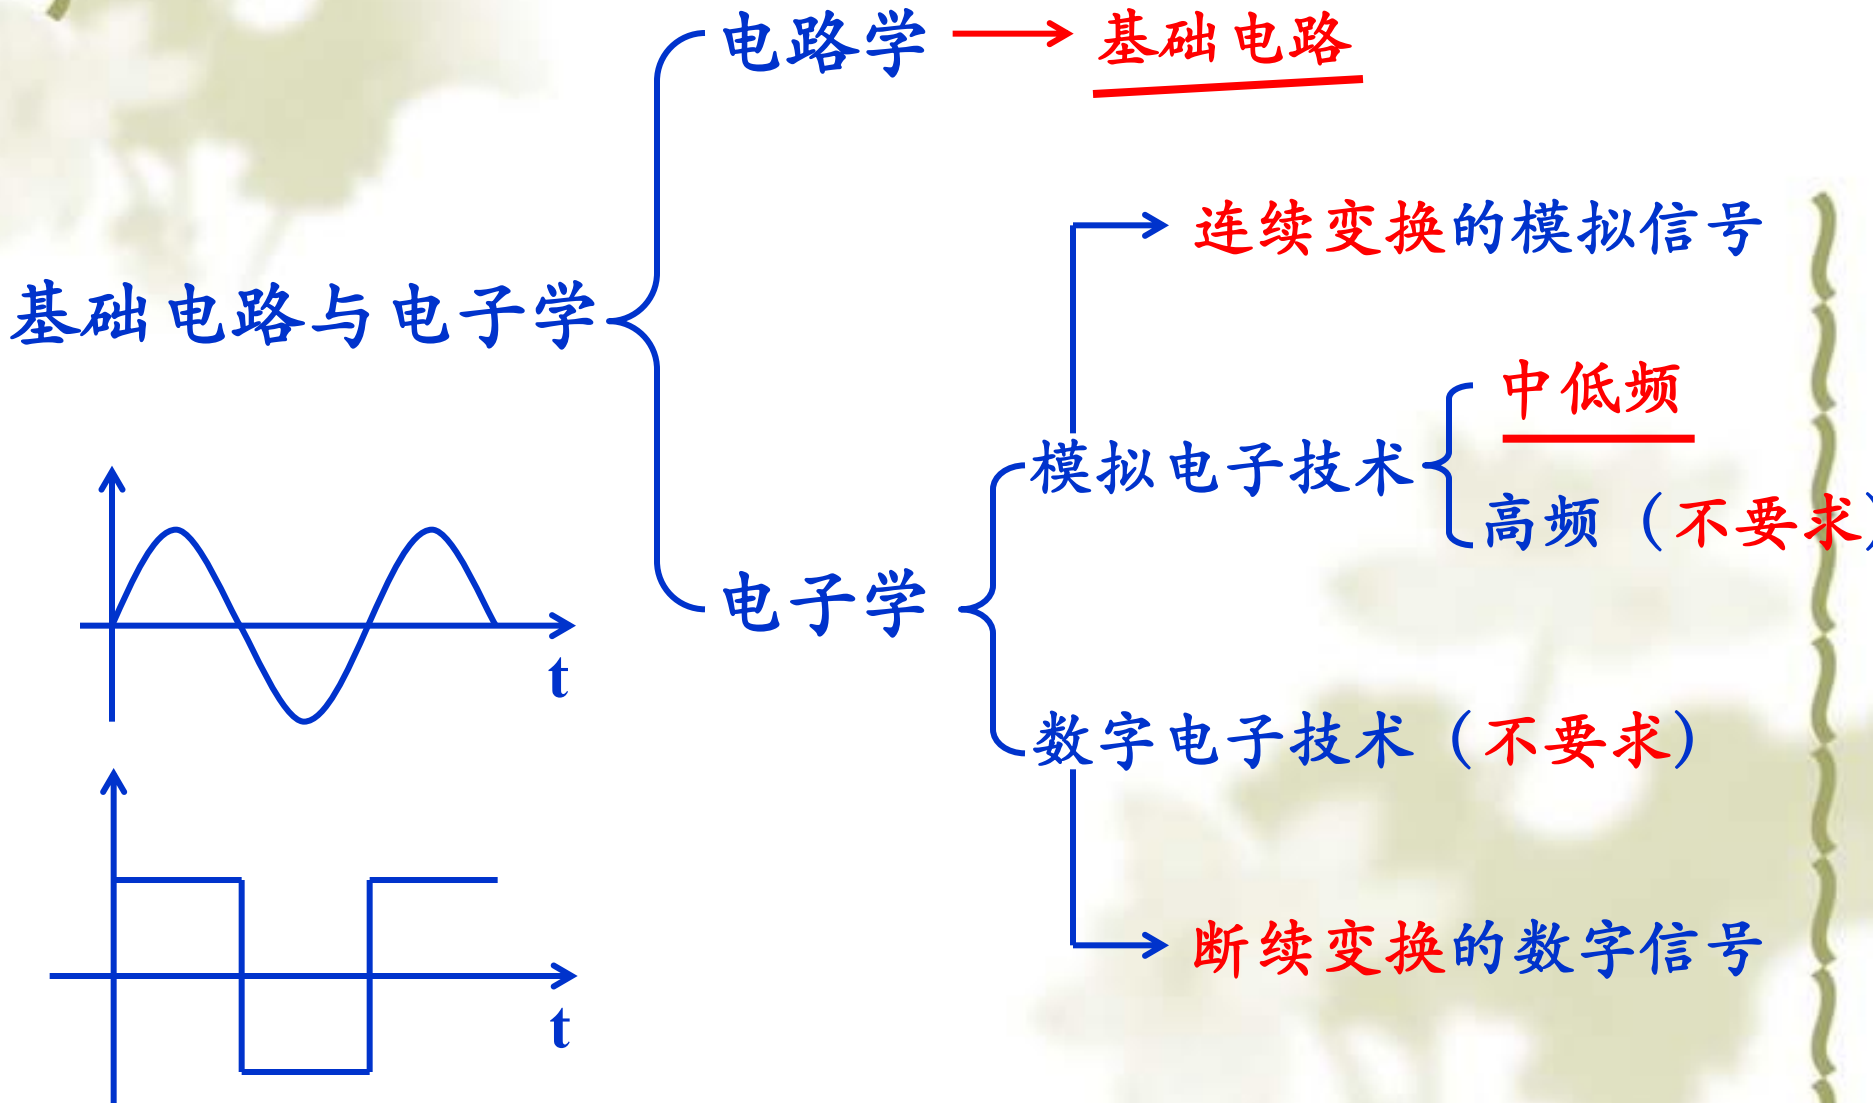 电路学
基础电路
连续变换的模拟信号
基础电路与电子学
中低频
模拟电子技术
高频（不要求）
电子学
t
数字电子技术（不要求）
断续变换的数字信号
t